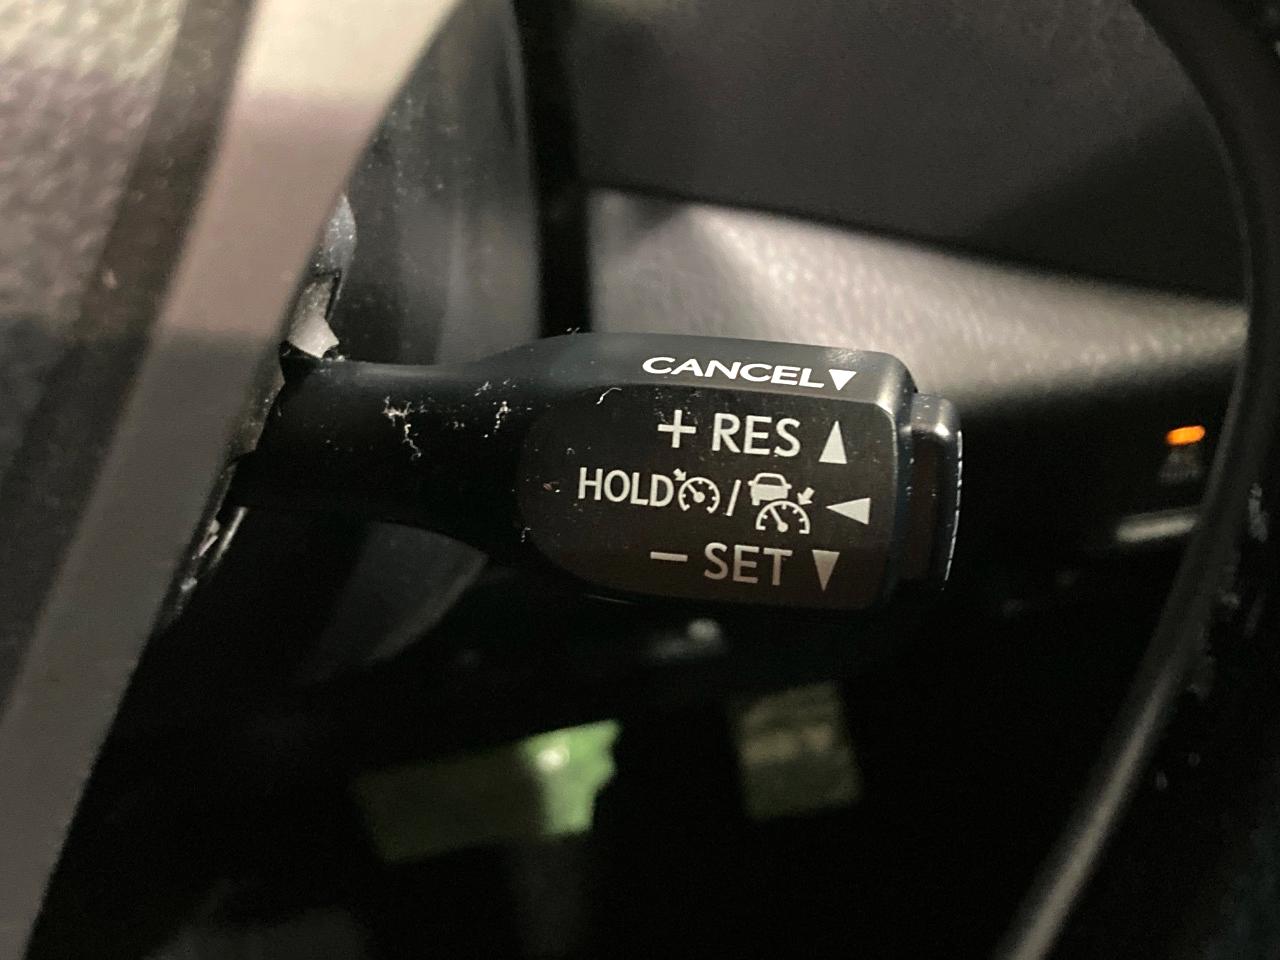 CANCEL▼
+ RES ▲
HOLD / ◀
− SET ▼